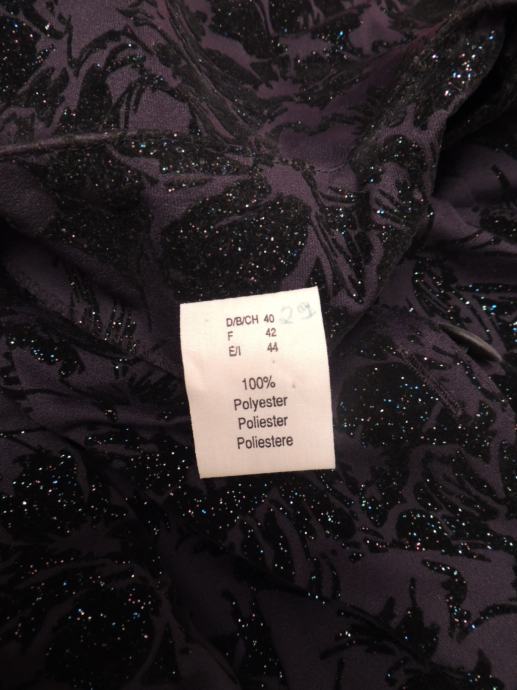 D/B/CH 40
F 42
E/I 44
100%
Polyester
Poliester
Poliestere